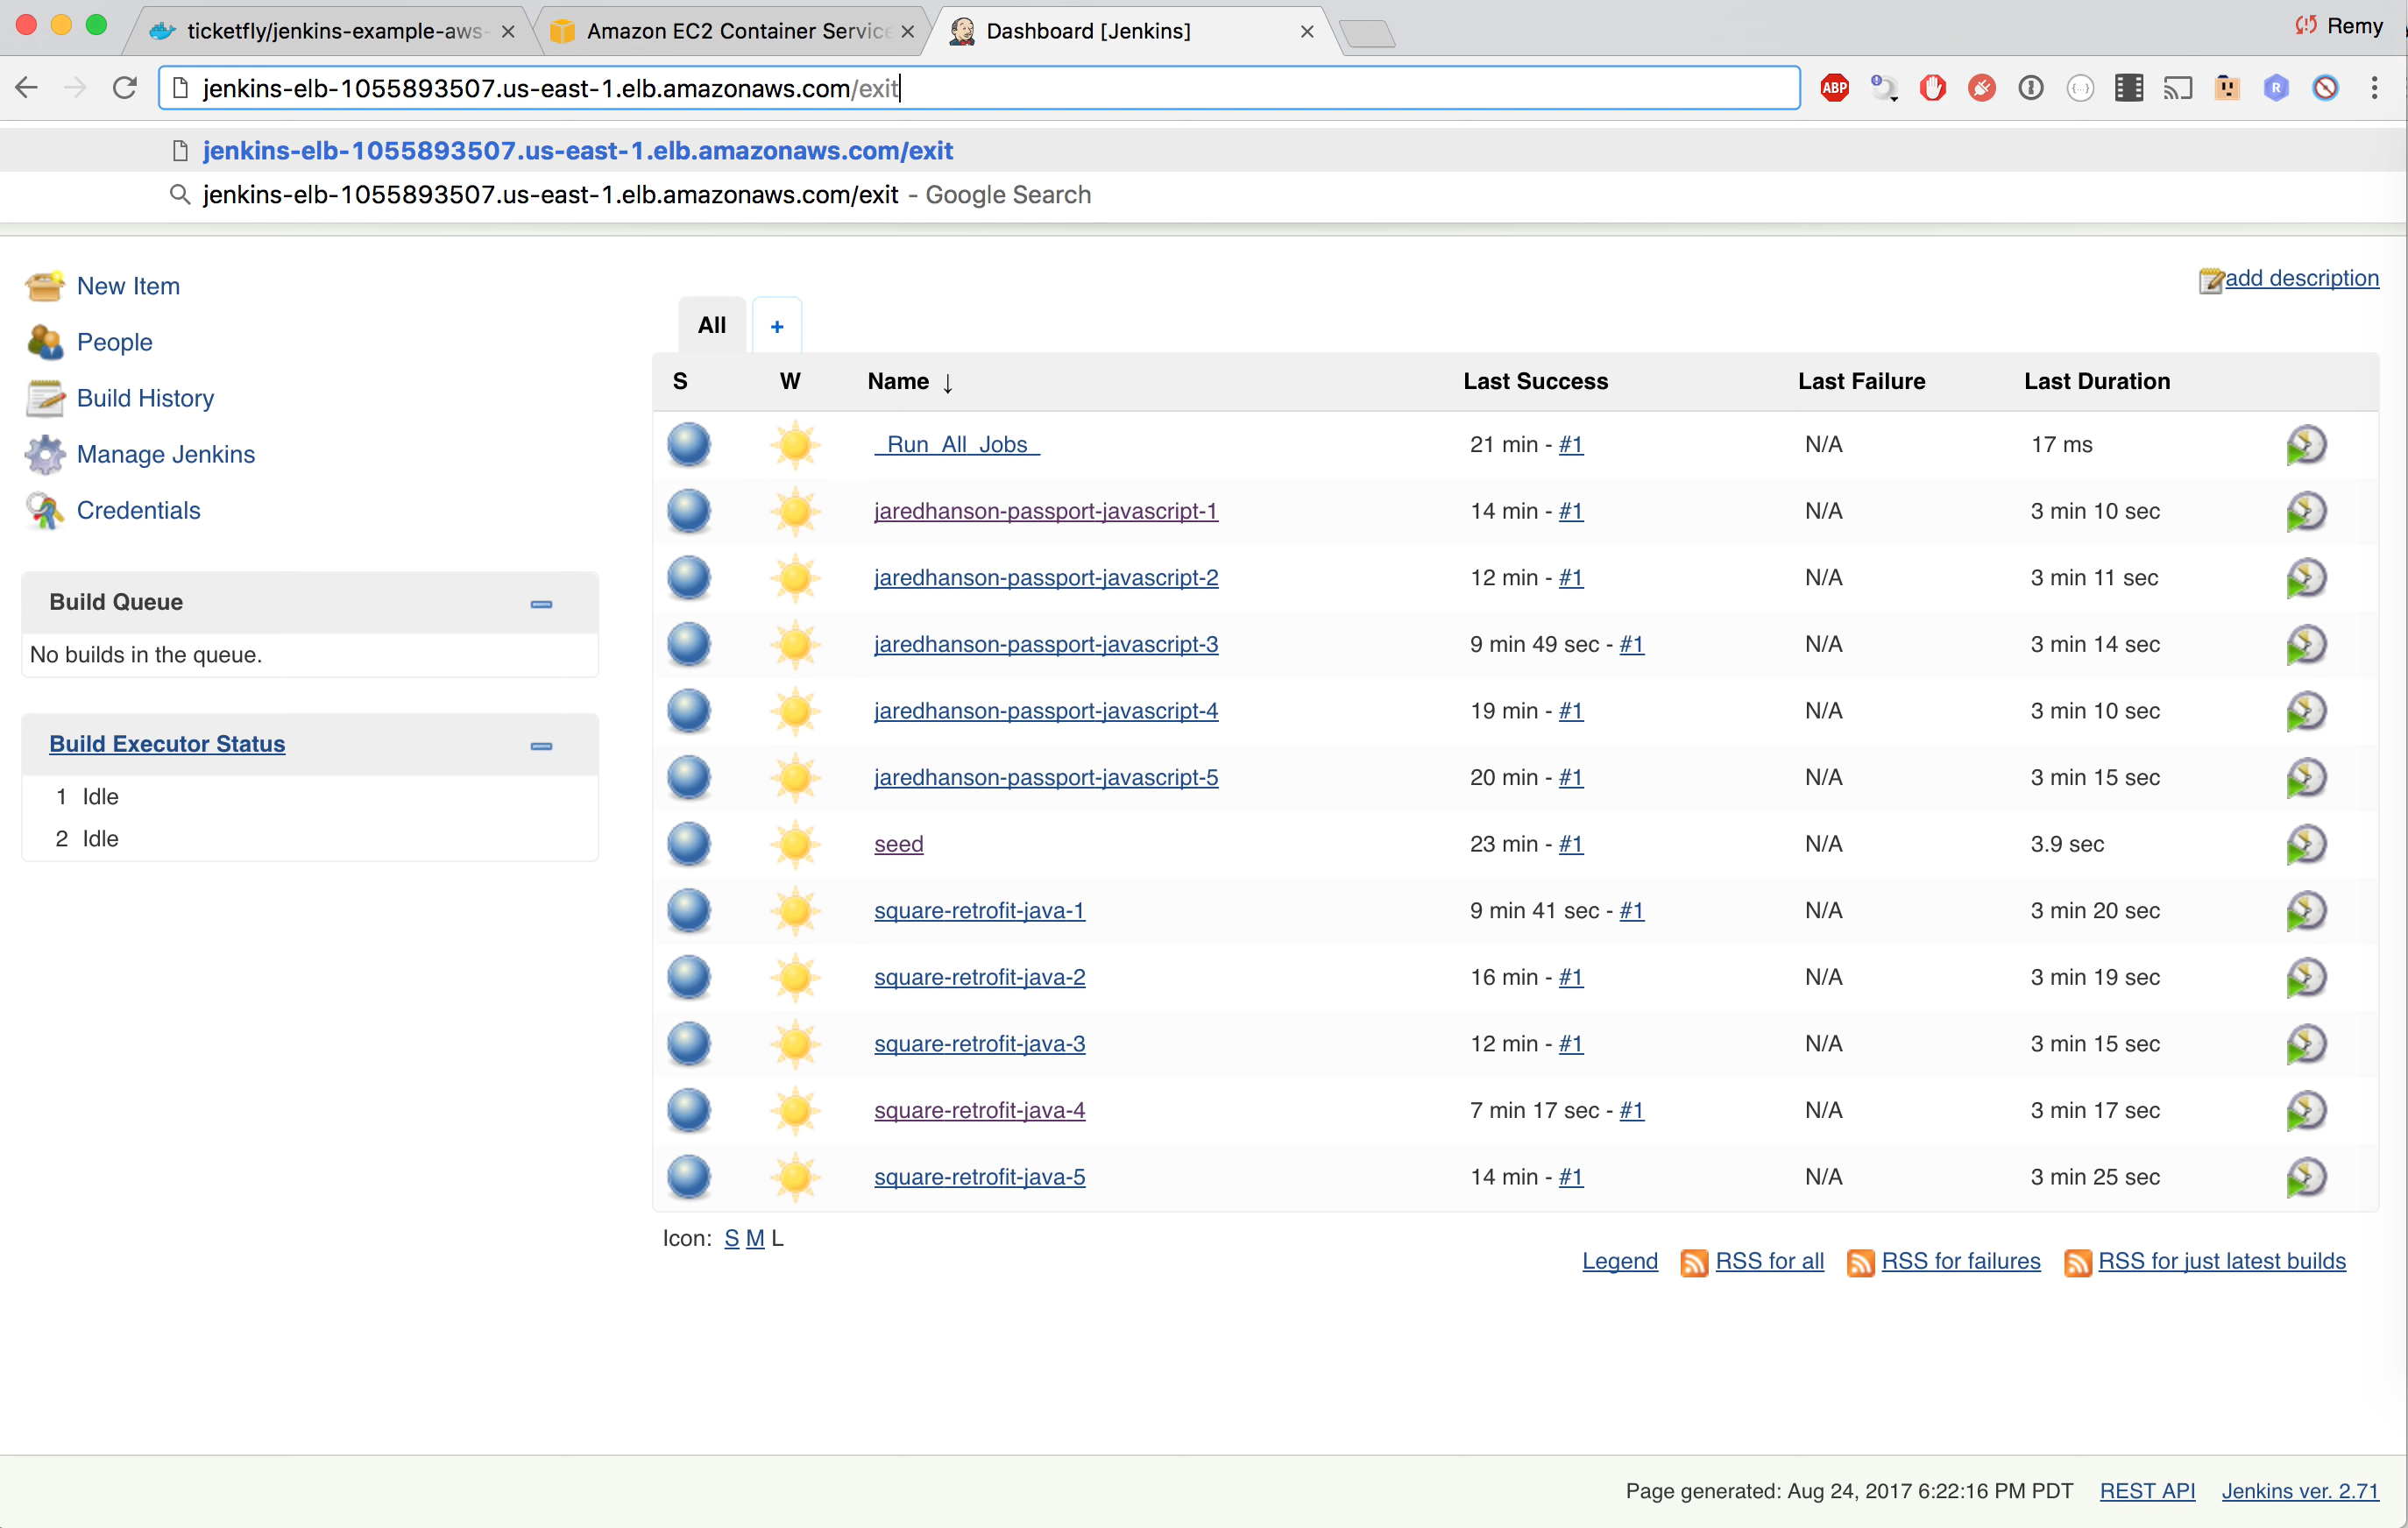 ticketfly/jenkins-example-aws-
Amazon EC2 Container Service
Dashboard [Jenkins]
Remy
jenkins-elb-1055893507.us-east-1.elb.amazonaws.com/exit
ABP
R
jenkins-elb-1055893507.us-east-1.elb.amazonaws.com/exit
jenkins-elb-1055893507.us-east-1.elb.amazonaws.com/exit - Google Search
New Item
People
Build History
Manage Jenkins
Credentials
Build Queue
No builds in the queue.
Build Executor Status
1 Idle
2 Idle
add description
All +
S W Name ↓ Last Success Last Failure Last Duration
_Run_All_Jobs_ 21 min - #1 N/A 17 ms
jaredhanson-passport-javascript-1 14 min - #1 N/A 3 min 10 sec
jaredhanson-passport-javascript-2 12 min - #1 N/A 3 min 11 sec
jaredhanson-passport-javascript-3 9 min 49 sec - #1 N/A 3 min 14 sec
jaredhanson-passport-javascript-4 19 min - #1 N/A 3 min 10 sec
jaredhanson-passport-javascript-5 20 min - #1 N/A 3 min 15 sec
seed 23 min - #1 N/A 3.9 sec
square-retrofit-java-1 9 min 41 sec - #1 N/A 3 min 20 sec
square-retrofit-java-2 16 min - #1 N/A 3 min 19 sec
square-retrofit-java-3 12 min - #1 N/A 3 min 15 sec
square-retrofit-java-4 7 min 17 sec - #1 N/A 3 min 17 sec
square-retrofit-java-5 14 min - #1 N/A 3 min 25 sec
Icon: S M L
Legend RSS for all RSS for failures RSS for just latest builds
Page generated: Aug 24, 2017 6:22:16 PM PDT REST API Jenkins ver. 2.71